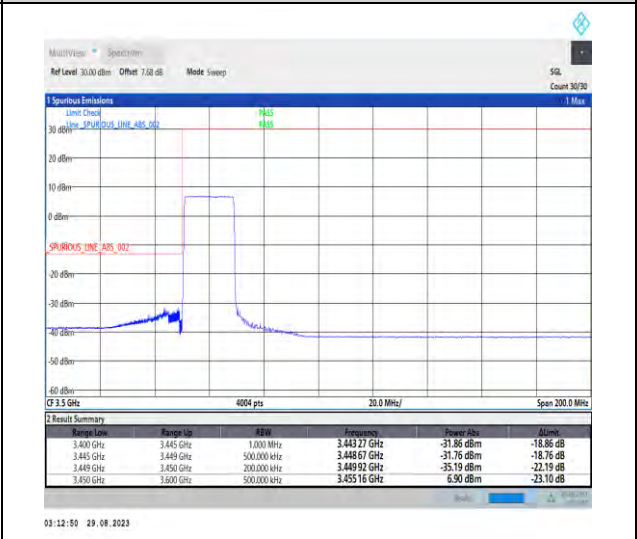 MultiView Spectrum
Ref Level 30.00 dBm Offset 7.68 dB Mode Sweep SGL
Count 30/30
1 Spurious Emissions 1 Max
Limit Check PASS
Line _SPURIOUS_LINE_ABS_002 PASS
30 dBm
20 dBm
10 dBm
0 dBm
_SPURIOUS_LINE_ABS_002
-20 dBm
-30 dBm
-40 dBm
-50 dBm
-60 dBm
CF 3.5 GHz 4004 pts 20.0 MHz/ Span 200.0 MHz
2 Result Summary
Range Low Range Up RBW Frequency Power Abs ΔLimit
3.400 GHz 3.445 GHz 1.000 MHz 3.443 27 GHz -31.86 dBm -18.86 dB
3.445 GHz 3.449 GHz 500.000 kHz 3.448 67 GHz -31.76 dBm -18.76 dB
3.449 GHz 3.450 GHz 200.000 kHz 3.449 92 GHz -35.19 dBm -22.19 dB
3.450 GHz 3.600 GHz 500.000 kHz 3.455 16 GHz 6.90 dBm -23.10 dB
Ready
03:12:50 29.08.2023